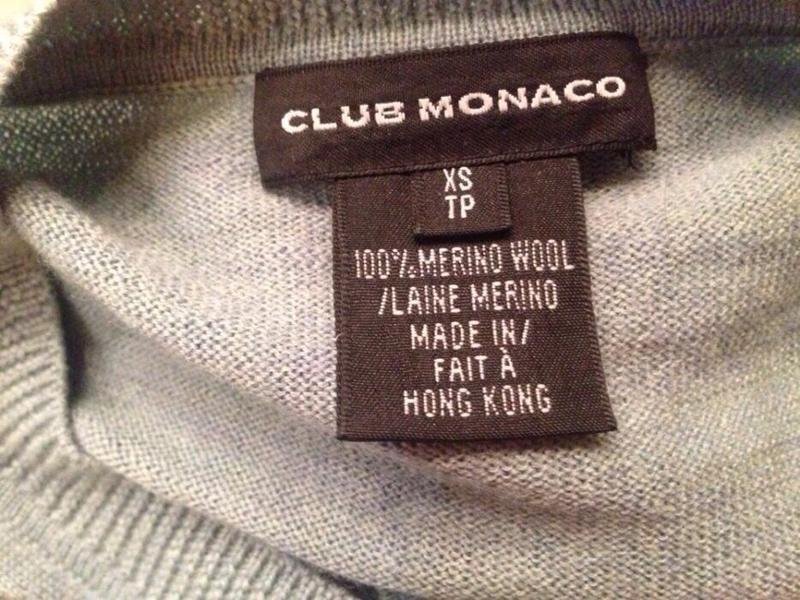 CLUB MONACO
XS
TP
100% MERINO WOOL
/LAINE MERINO
MADE IN/
FAIT À
HONG KONG